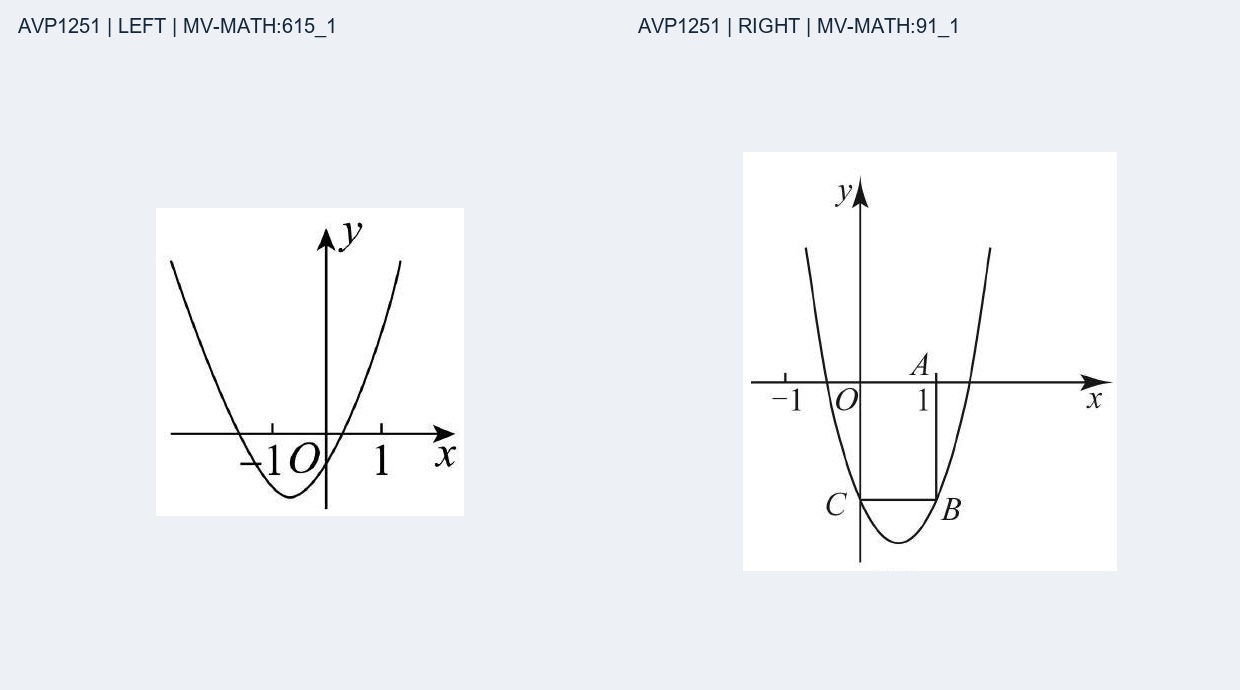 AVP1251 | LEFT | MV-MATH:615_1
AVP1251 | RIGHT | MV-MATH:91_1
y
-1 O 1 x
y
A
−1 O 1 x
C B